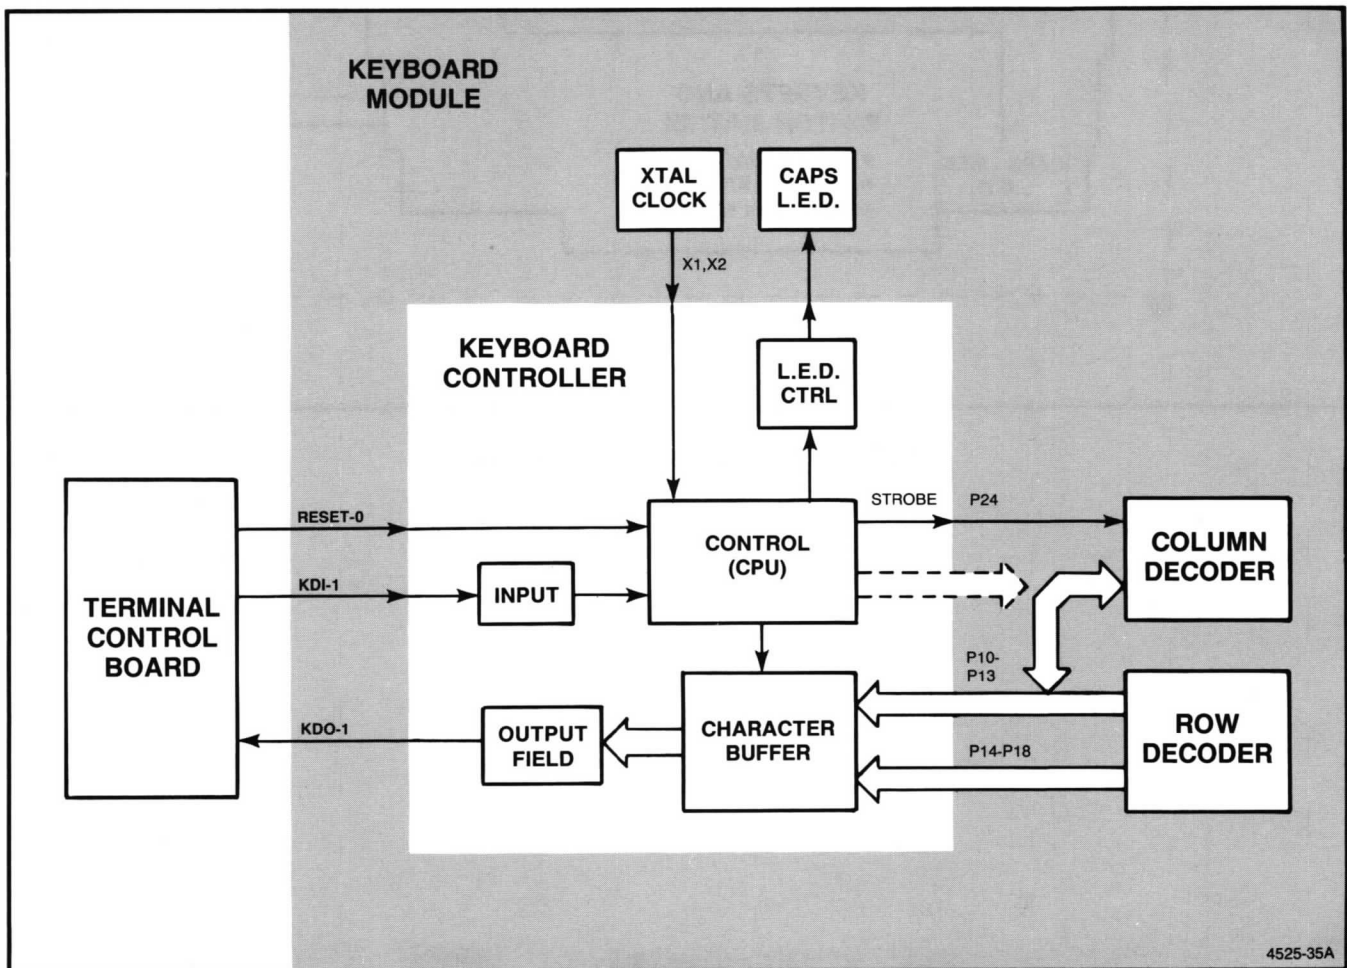 KEYBOARD
MODULE
XTAL
CLOCK
CAPS
L.E.D.
X1,X2
KEYBOARD
CONTROLLER
L.E.D.
CTRL
TERMINAL
CONTROL
BOARD
RESET-0
KDI-1
INPUT
CONTROL
(CPU)
STROBE
P24
COLUMN
DECODER
P10-
P13
KDO-1
OUTPUT
FIELD
CHARACTER
BUFFER
P14-P18
ROW
DECODER
4525-35A